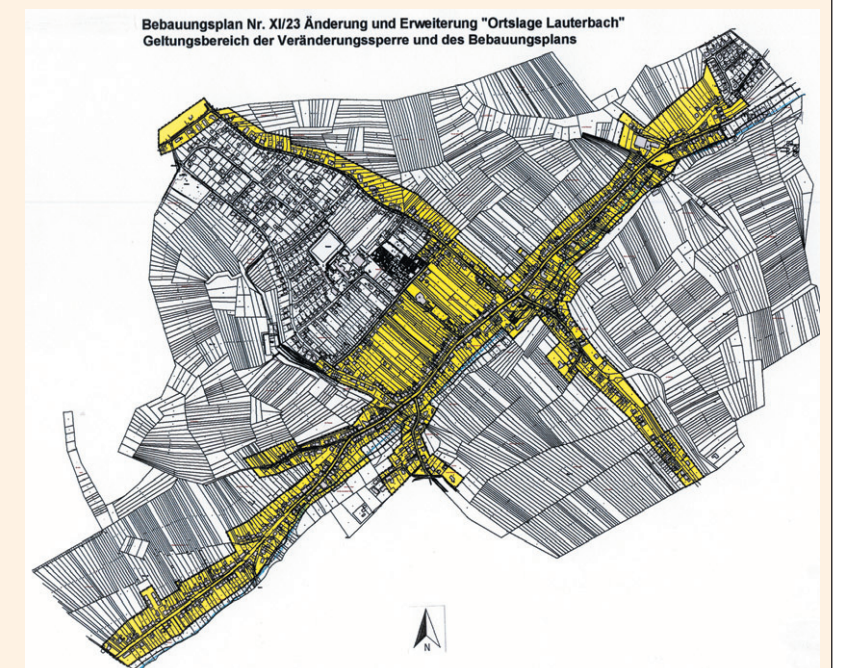 Bebauungsplan Nr. XI/23 Änderung und Erweiterung "Ortslage Lauterbach"
Geltungsbereich der Veränderungssperre und des Bebauungsplans
N